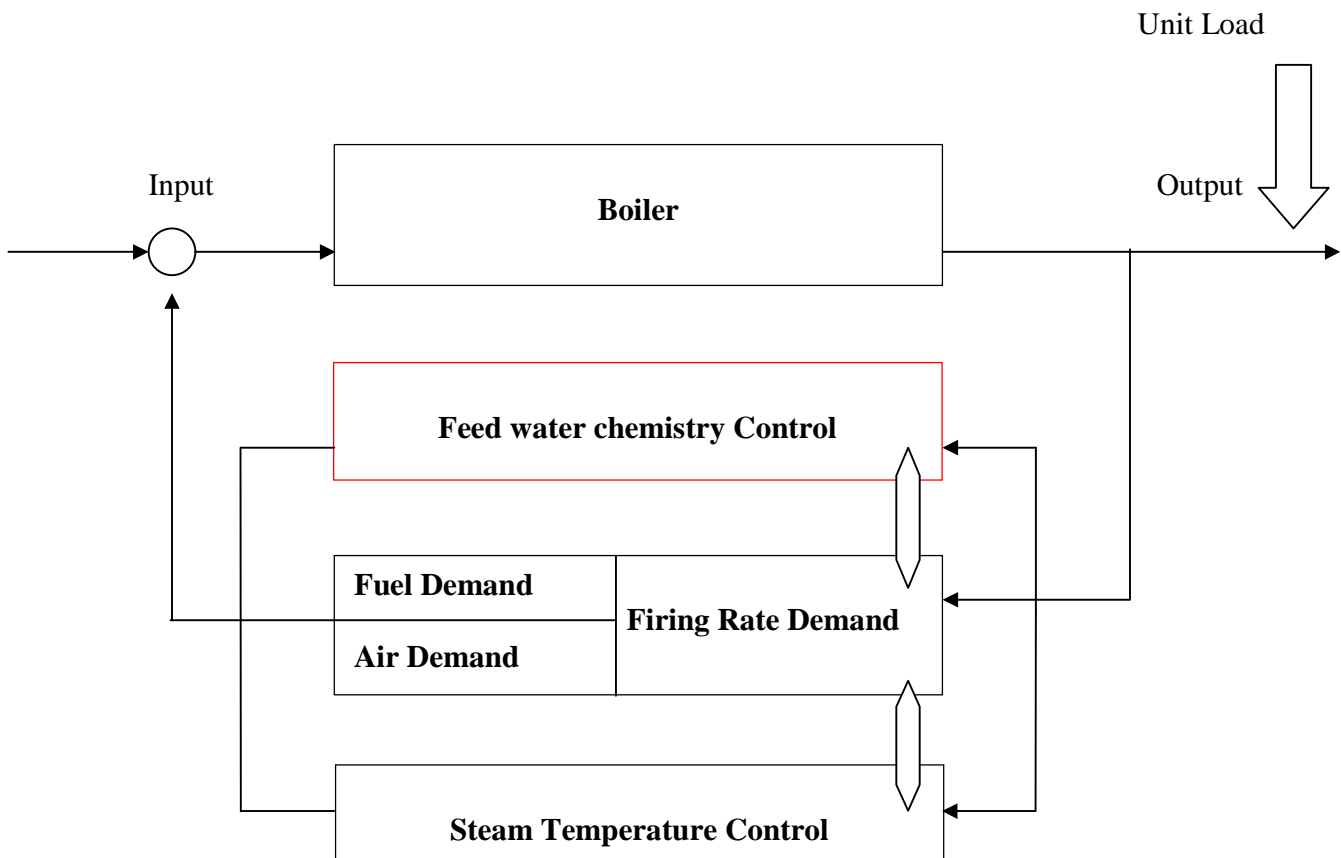 Unit Load
Input
Output
Boiler
Feed water chemistry Control
Fuel Demand
Firing Rate Demand
Air Demand
Steam Temperature Control